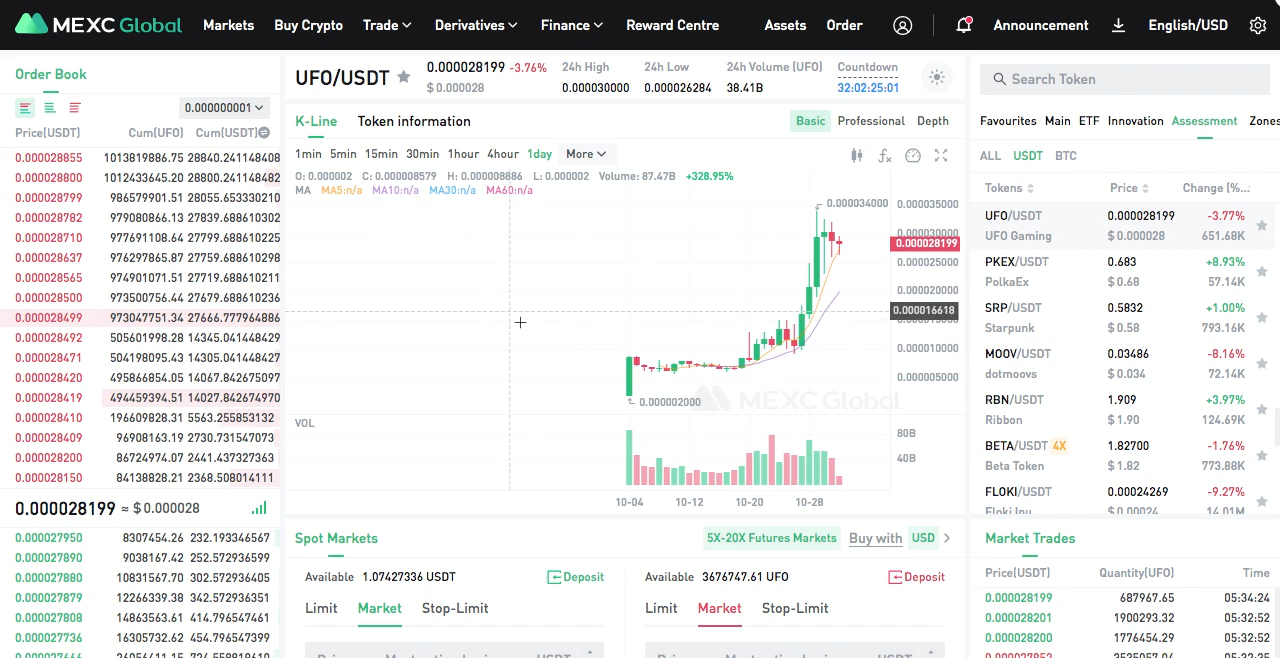 MEXC Global Markets Buy Crypto Trade Derivatives Finance Reward Centre Assets Order Announcement English/USD
Order Book
0.000000001
Price(USDT) Cum(UFO) Cum(USDT)
0.000028855 1013819886.75 28840.241148408
0.000028800 1012433645.20 28800.241148482
0.000028799 986579901.51 28055.653330210
0.000028782 979080866.13 27839.688610302
0.000028710 977691108.64 27799.688610225
0.000028637 976297865.87 27759.688610298
0.000028565 974901071.51 27719.688610211
0.000028500 973500756.44 27679.688610236
0.000028499 973047751.34 27666.777964886
0.000028492 505601098.28 14345.041448429
0.000028471 504198095.43 14305.041448427
0.000028420 495866854.05 14067.842675097
0.000028419 494459394.51 14027.842674970
0.000028410 196609828.31 5563.255853132
0.000028409 96908163.19 2730.731547073
0.000028200 86724974.07 2441.437327363
0.000028150 84138828.21 2368.508014111
0.000028199 ≈ $ 0.000028
0.000027950 8307454.26 232.193346567
0.000027890 9038167.42 252.572936599
0.000027880 10831567.70 302.572936405
0.000027879 12266339.38 342.572936351
0.000027808 14863563.61 414.796547461
0.000027736 16305732.62 454.796547399
UFO/USDT
0.000028199 -3.76%
$ 0.000028
24h High
0.000030000
24h Low
0.000026284
24h Volume (UFO)
38.41B
Countdown
32:02:25:01
K-Line Token information Basic Professional Depth
1min 5min 15min 30min 1hour 4hour 1day More
O: 0.000002 C: 0.000008579 H: 0.000008886 L: 0.000002 Volume: 87.47B +328.95%
MA MA5:n/a MA10:n/a MA30:n/a MA60:n/a
0.000034000
0.000035000
0.000030000
0.000028199
0.000025000
0.000020000
0.000016618
0.000010000
0.000005000
0.000002000
MEXC Global
VOL
80B
40B
10-04 10-12 10-20 10-28
Spot Markets 5X-20X Futures Markets Buy with USD
Available 1.07427336 USDT Deposit
Limit Market Stop-Limit
Available 3676747.61 UFO Deposit
Limit Market Stop-Limit
Search Token
Favourites Main ETF Innovation Assessment Zones
ALL USDT BTC
Tokens Price Change (%...
UFO/USDT 0.000028199 -3.77%
UFO Gaming $ 0.000028 651.68K
PKEX/USDT 0.683 +8.93%
PolkaEx $ 0.68 57.14K
SRP/USDT 0.5832 +1.00%
Starpunk $ 0.58 793.16K
MOOV/USDT 0.03486 -8.16%
dotmoovs $ 0.034 72.14K
RBN/USDT 1.909 +3.97%
Ribbon $ 1.90 124.69K
BETA/USDT 4X 1.82700 -1.76%
Beta Token $ 1.82 773.88K
FLOKI/USDT 0.00024269 -9.27%
Floki Inu $ 0.00024 14.01M
Market Trades
Price(USDT) Quantity(UFO) Time
0.000028199 687967.65 05:34:24
0.000028201 1900293.32 05:32:52
0.000028200 1776454.29 05:32:52